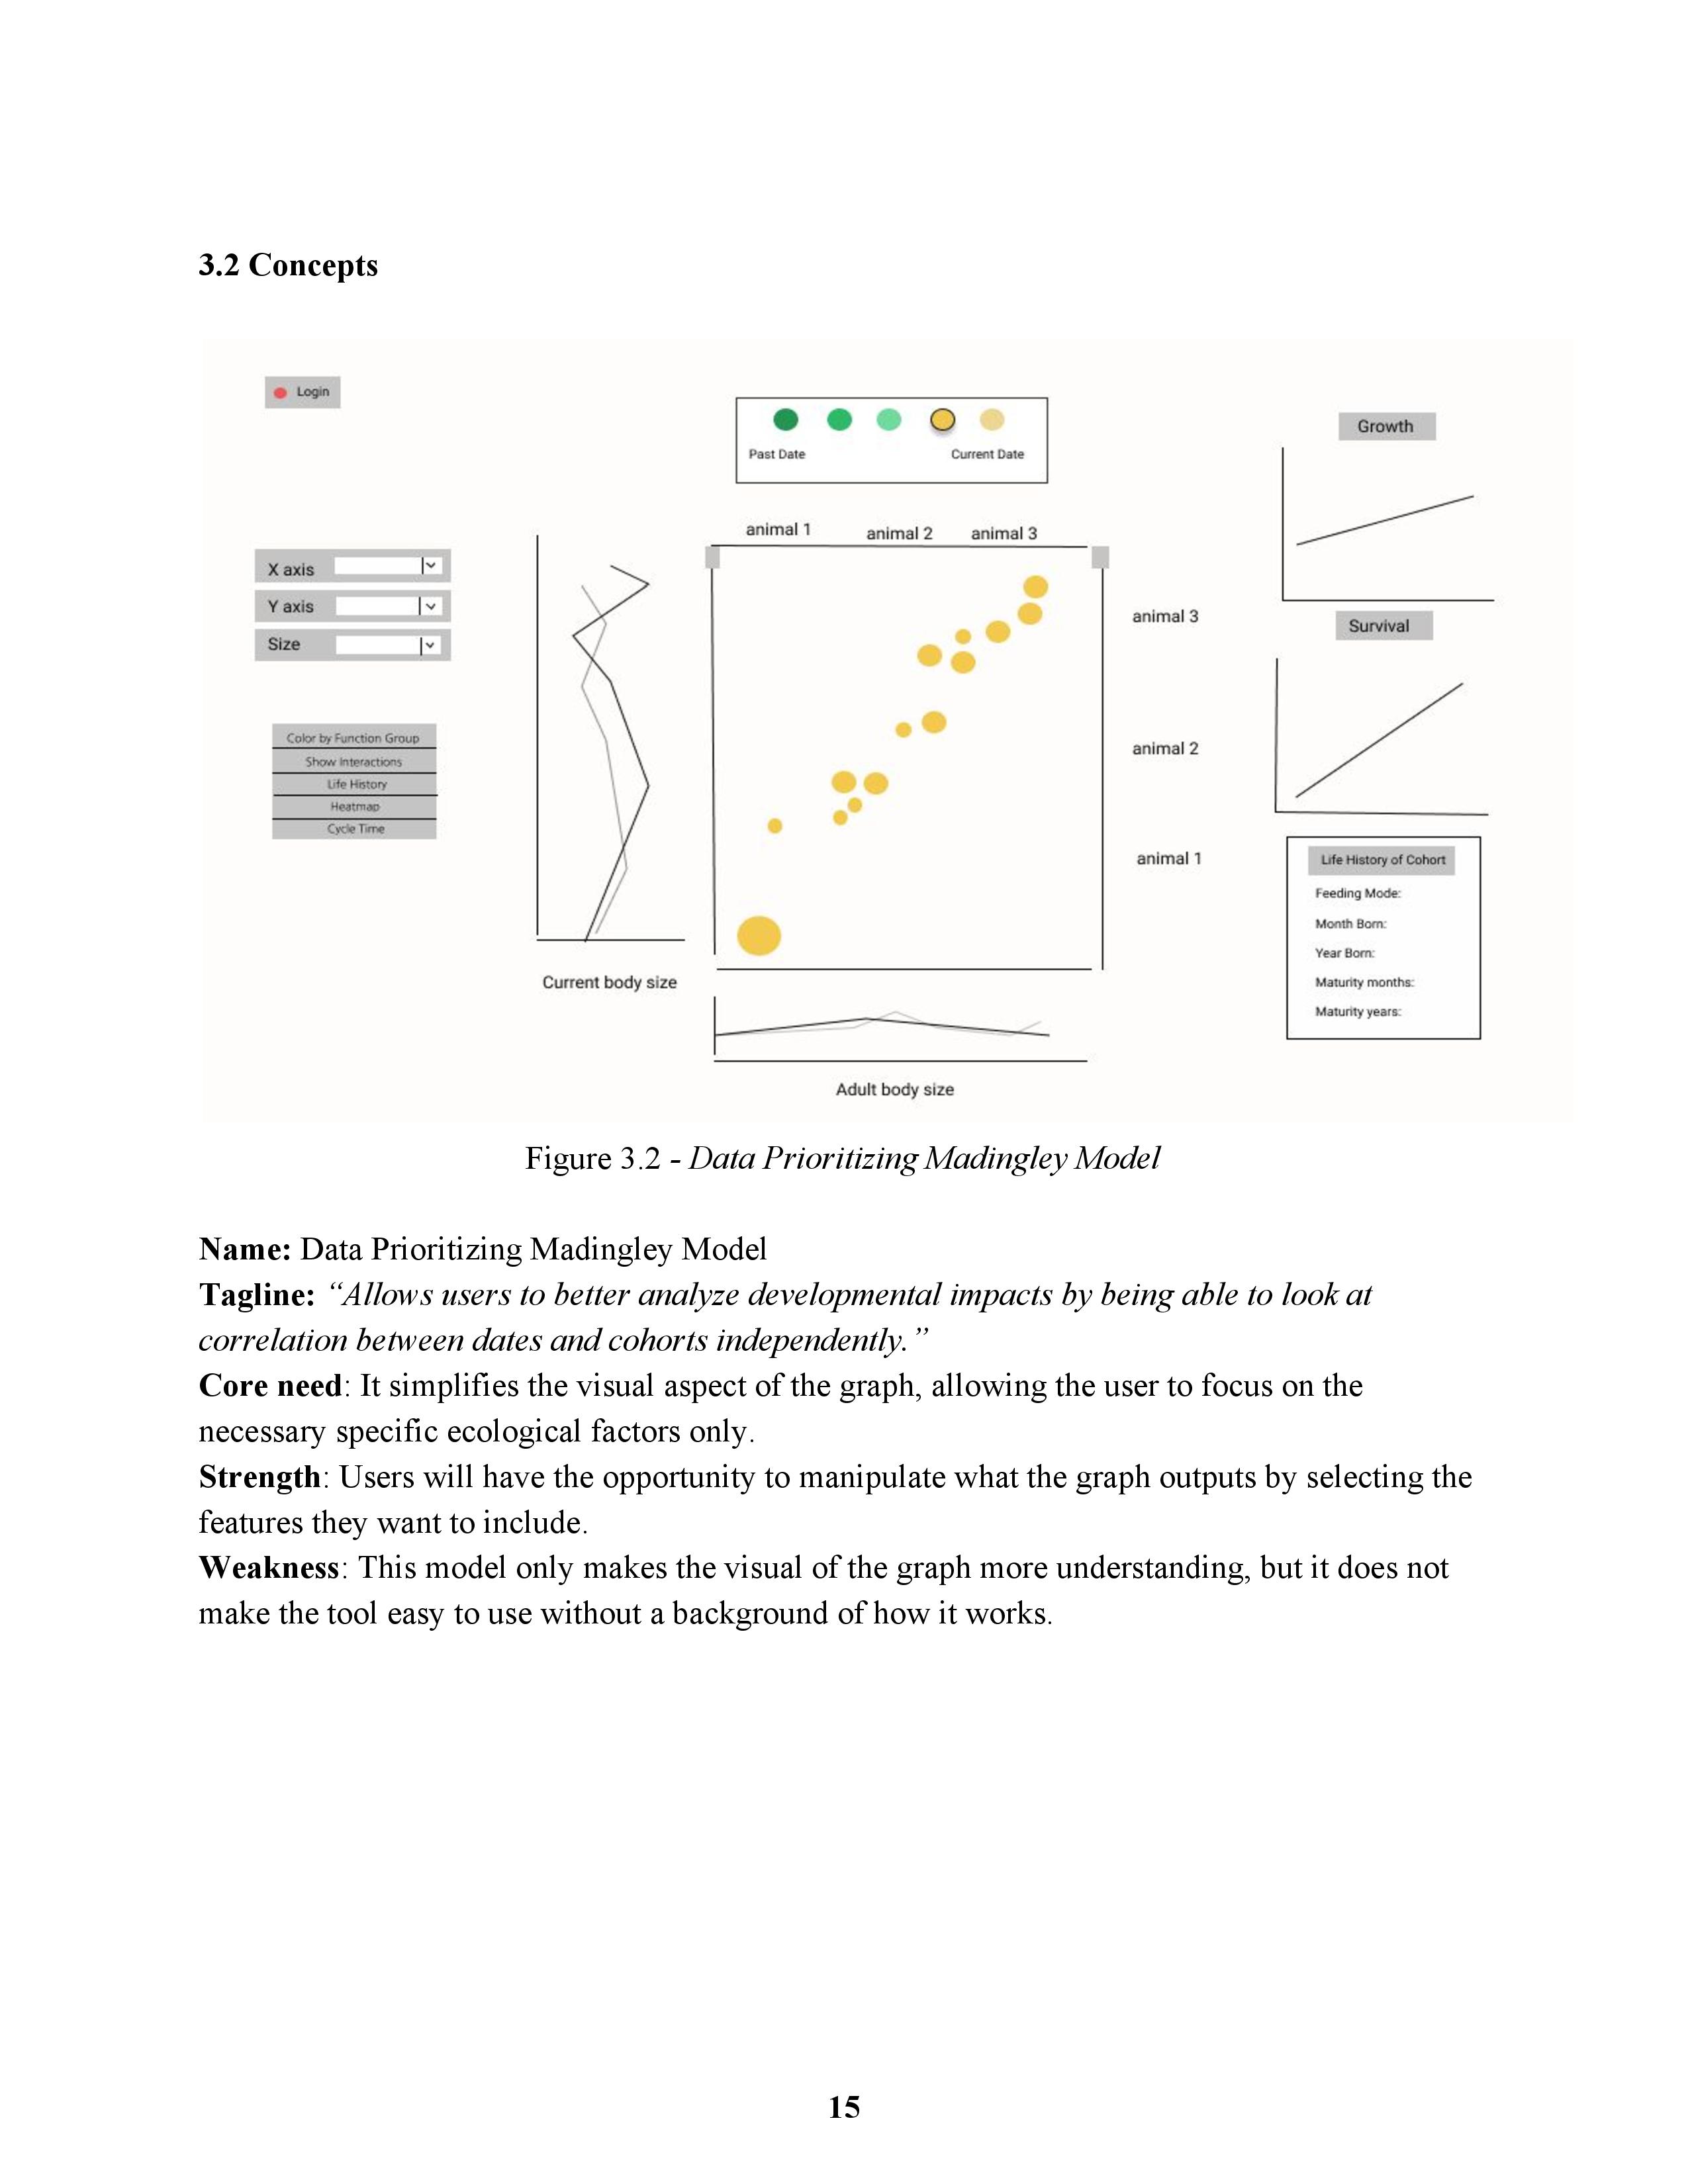 3.2 Concepts
Login
Past Date
Current Date
Growth
animal 1
animal 2
animal 3
X axis
Y axis
Size
animal 3
Survival
Color by Function Group
Show Interactions
Life History
Heatmap
Cycle Time
animal 2
animal 1
Life History of Cohort
Feeding Mode:
Month Born:
Year Born:
Maturity months:
Maturity years:
Current body size
Adult body size
Figure 3.2 - Data Prioritizing Madingley Model
Name: Data Prioritizing Madingley Model
Tagline: “Allows users to better analyze developmental impacts by being able to look at
correlation between dates and cohorts independently.”
Core need: It simplifies the visual aspect of the graph, allowing the user to focus on the
necessary specific ecological factors only.
Strength: Users will have the opportunity to manipulate what the graph outputs by selecting the
features they want to include.
Weakness: This model only makes the visual of the graph more understanding, but it does not
make the tool easy to use without a background of how it works.
15